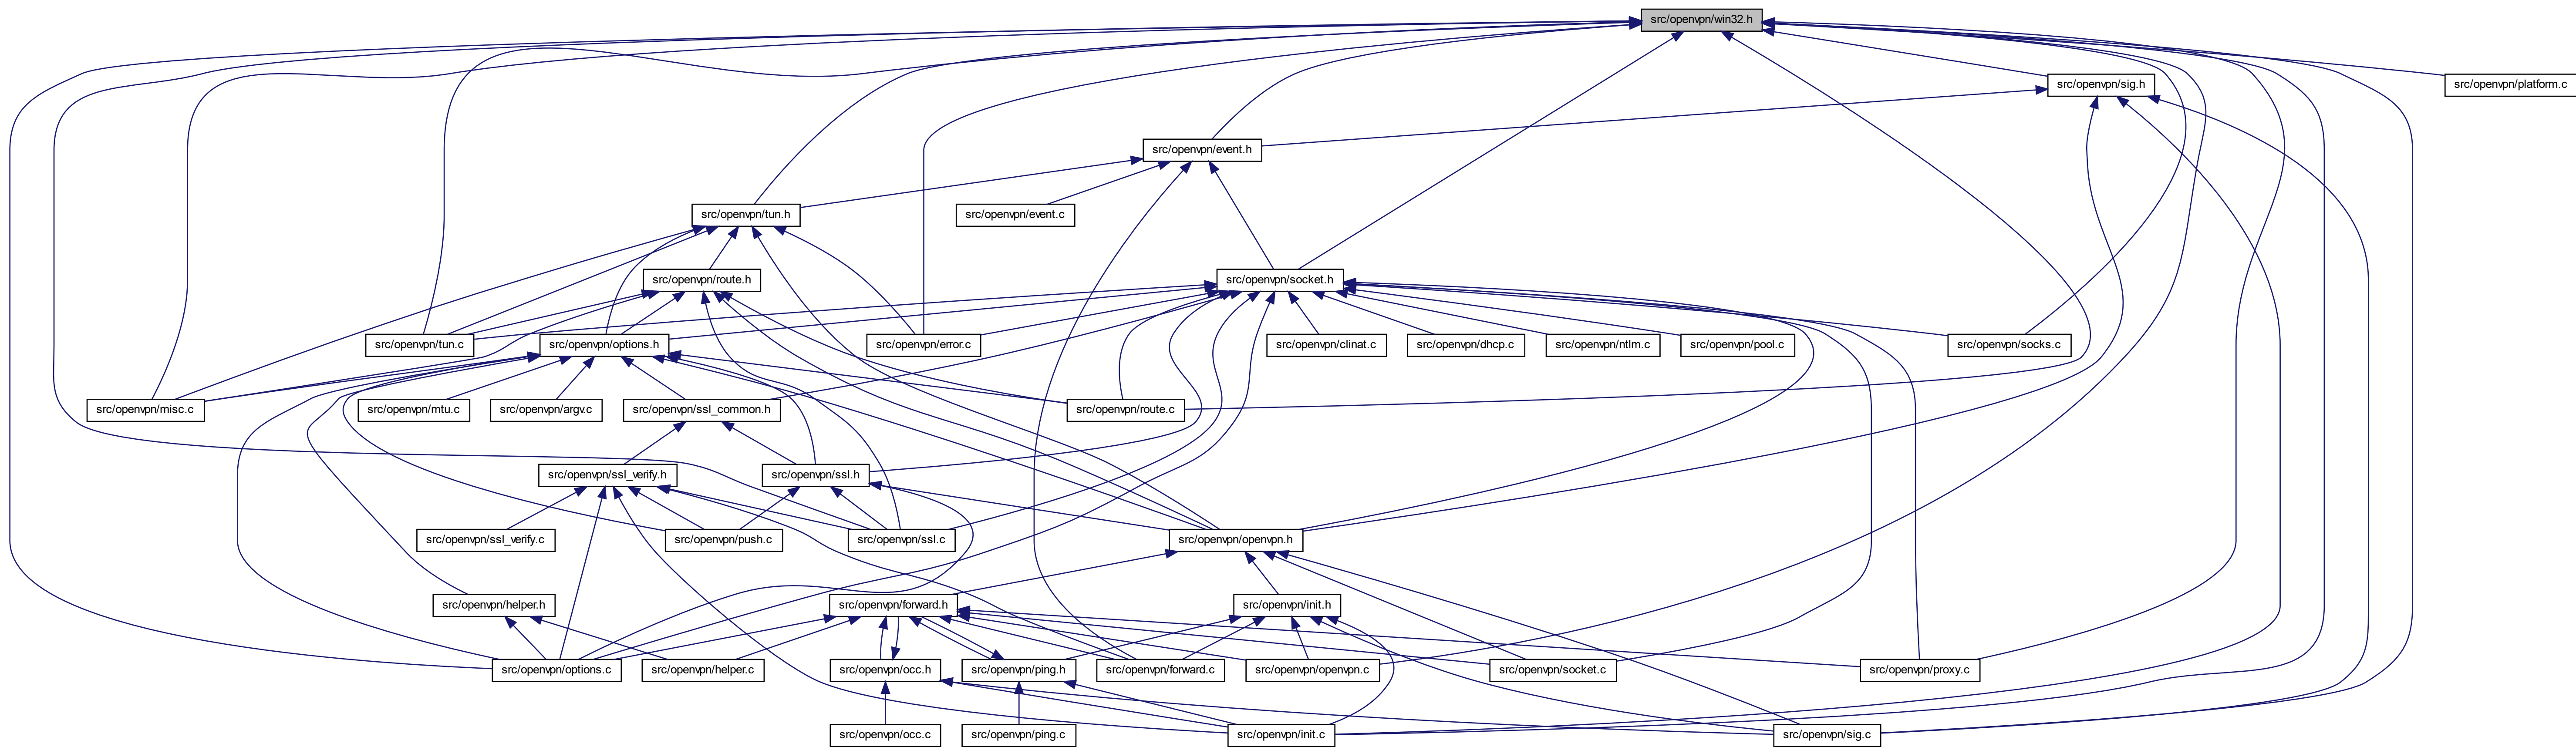 src/openvpn/win32.h
src/openvpn/sig.h
src/openvpn/platform.c
src/openvpn/event.h
src/openvpn/tun.h
src/openvpn/event.c
src/openvpn/route.h
src/openvpn/socket.h
src/openvpn/tun.c
src/openvpn/options.h
src/openvpn/error.c
src/openvpn/clinat.c
src/openvpn/dhcp.c
src/openvpn/ntlm.c
src/openvpn/pool.c
src/openvpn/socks.c
src/openvpn/misc.c
src/openvpn/mtu.c
src/openvpn/argv.c
src/openvpn/ssl_common.h
src/openvpn/route.c
src/openvpn/ssl_verify.h
src/openvpn/ssl.h
src/openvpn/ssl_verify.c
src/openvpn/push.c
src/openvpn/ssl.c
src/openvpn/openvpn.h
src/openvpn/helper.h
src/openvpn/forward.h
src/openvpn/init.h
src/openvpn/options.c
src/openvpn/helper.c
src/openvpn/occ.h
src/openvpn/ping.h
src/openvpn/forward.c
src/openvpn/openvpn.c
src/openvpn/socket.c
src/openvpn/proxy.c
src/openvpn/occ.c
src/openvpn/ping.c
src/openvpn/init.c
src/openvpn/sig.c